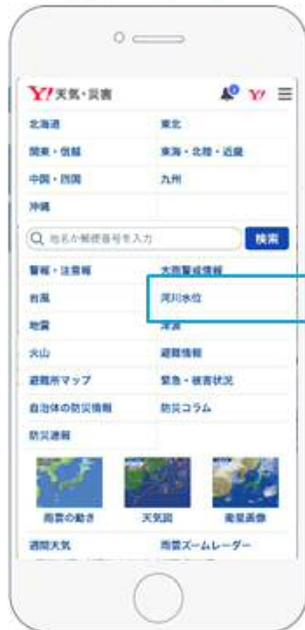 Y! 天気・災害
Y!
北海道 東北
関東・信越 東海・北陸・近畿
中国・四国 九州
沖縄
地名か郵便番号を入力 検索
警報・注意報 大雨警戒情報
台風 河川水位
地震 津波
火山 避難情報
避難所マップ 緊急・被害状況
自治体の防災情報 防災コラム
防災速報
雨雲の動き 天気図 衛星画像
週間天気 雨雲ズームレーダー